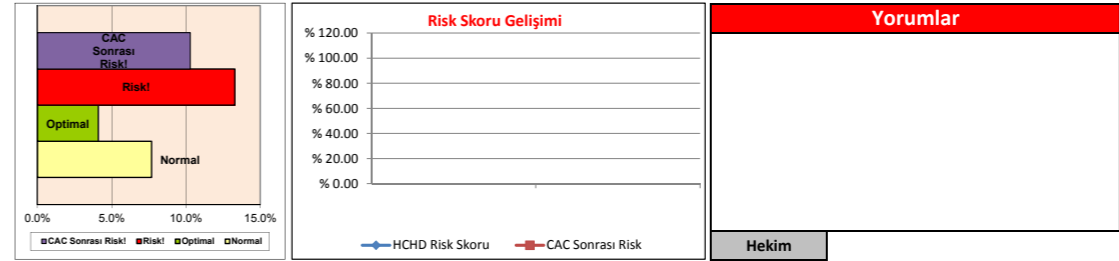 CAC
Sonrası
Risk!
Risk!
Optimal
Normal
0.0%
5.0%
10.0%
15.0%
CAC Sonrası Risk!
Risk!
Optimal
Normal
Risk Skoru Gelişimi
% 120.00
% 100.00
% 80.00
% 60.00
% 40.00
% 20.00
% 0.00
HCHD Risk Skoru
CAC Sonrası Risk
Yorumlar
Hekim